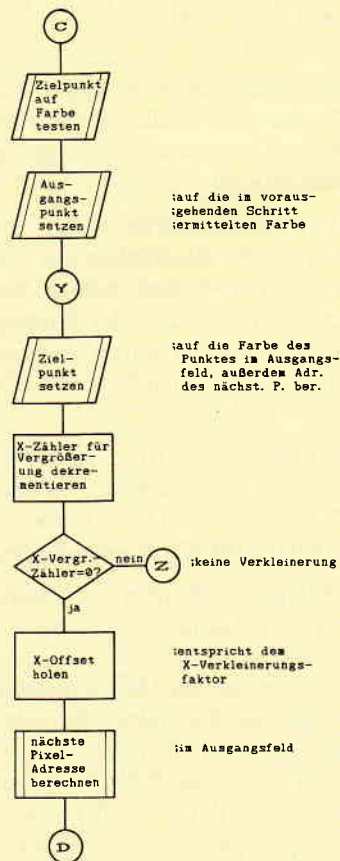 C
Zielpunkt
auf
Farbe
testen
Aus-
gangs-
punkt
setzen
;auf die im voraus-
;gehenden Schritt
;ermittelten Farbe
Y
Ziel-
punkt
setzen
;auf die Farbe des
Punktes im Ausgangs-
feld, außerdem Adr.
des nächst. P. ber.
X-Zähler für
Vergrößer-
ung dekre-
mentieren
X-Vergr.-
Zähler=0?
nein
Z
;keine Verkleinerung
ja
X-Offset
holen
;entspricht dem
X-Verkleinerungs-
faktor
nächste
Pixel-
Adresse
berechnen
;im Ausgangsfeld
D